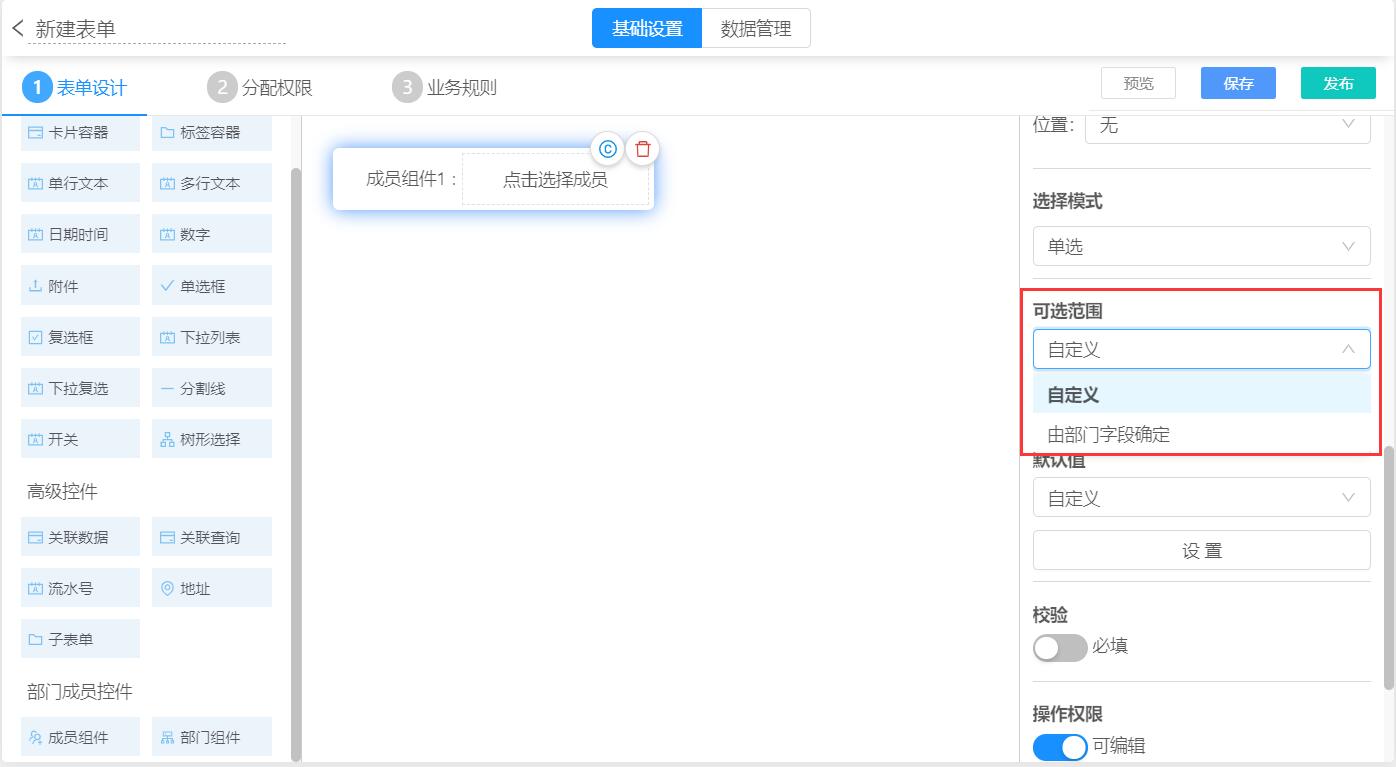 新建表单
基础设置 数据管理
1 表单设计 2 分配权限 3 业务规则 预览 保存 发布
卡片容器 标签容器
单行文本 多行文本
日期时间 数字
附件 单选框
复选框 下拉列表
下拉复选 分割线
开关 树形选择
高级控件
关联数据 关联查询
流水号 地址
子表单
部门成员控件
成员组件 部门组件
成员组件1 : 点击选择成员
位置: 无
选择模式
单选
可选范围
自定义
自定义
由部门字段确定
默认值
自定义
设 置
校验
必填
操作权限
可编辑